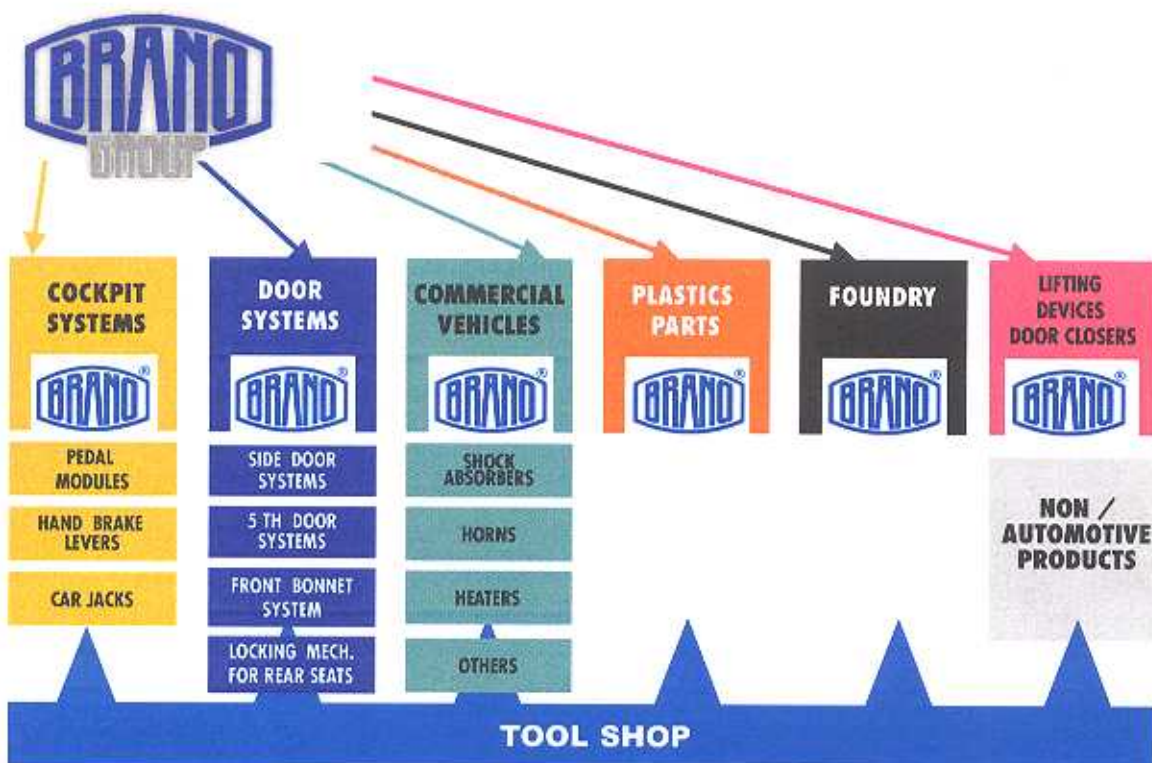 BRANO
GROUP
COCKPIT
SYSTEMS
BRANO®
PEDAL
MODULES
HAND BRAKE
LEVERS
CAR JACKS
DOOR
SYSTEMS
BRANO®
SIDE DOOR
SYSTEMS
5 TH DOOR
SYSTEMS
FRONT BONNET
SYSTEM
LOCKING MECH.
FOR REAR SEATS
COMMERCIAL
VEHICLES
BRANO®
SHOCK
ABSORBERS
HORNS
HEATERS
OTHERS
PLASTICS
PARTS
BRANO®
FOUNDRY
BRANO®
LIFTING
DEVICES
DOOR CLOSERS
BRANO®
NON /
AUTOMOTIVE
PRODUCTS
TOOL SHOP